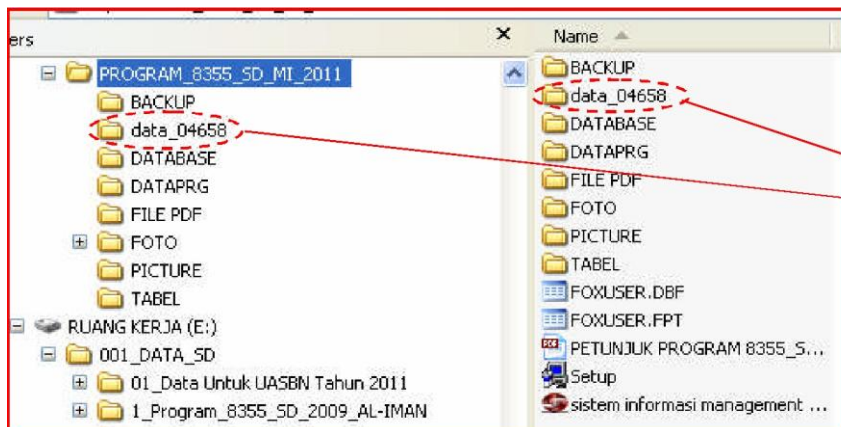 ers
PROGRAM_8355_SD_MI_2011
BACKUP
data_04658
DATABASE
DATAPRG
FILE PDF
FOTO
PICTURE
TABEL
RUANG KERJA (E:)
001_DATA_SD
01_Data Untuk UASBN Tahun 2011
1_Program_8355_SD_2009_AL-IMAN
Name
BACKUP
data_04658
DATABASE
DATAPRG
FILE PDF
FOTO
PICTURE
TABEL
FOXUSER.DBF
FOXUSER.FPT
PETUNJUK PROGRAM 8355_S...
Setup
sistem informasi management ...